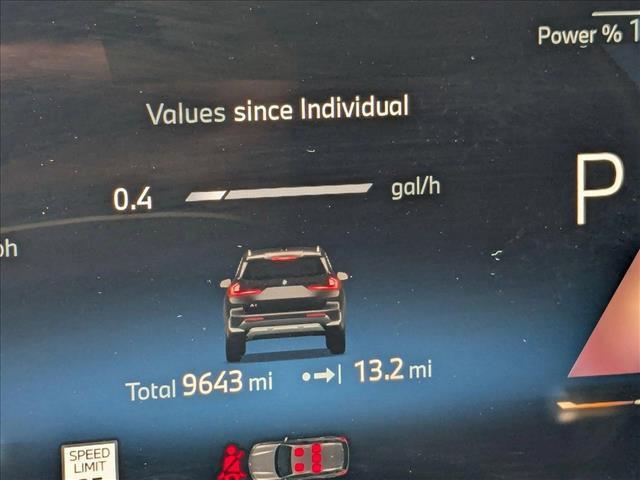 Power % 1
Values since Individual
0.4 gal/h
P
Total 9643 mi 13.2 mi
SPEED
LIMIT